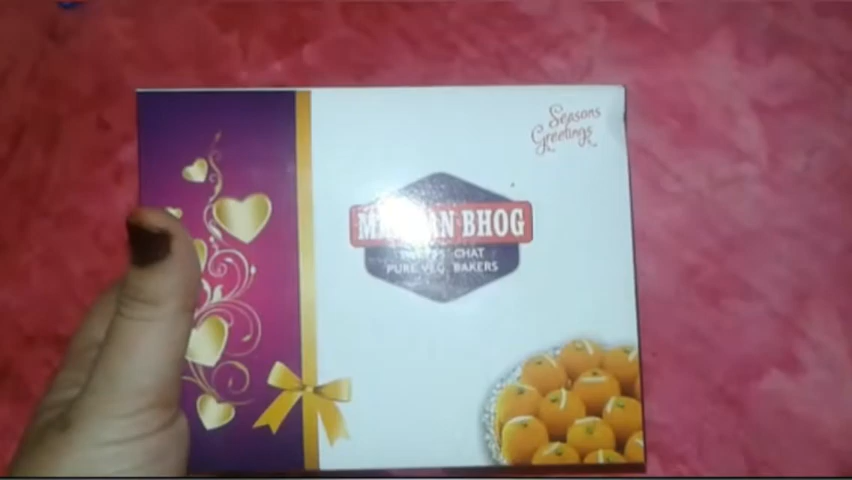 Seasons
Greetings
BHOG
CHAT
PURE VEG. BAKERS